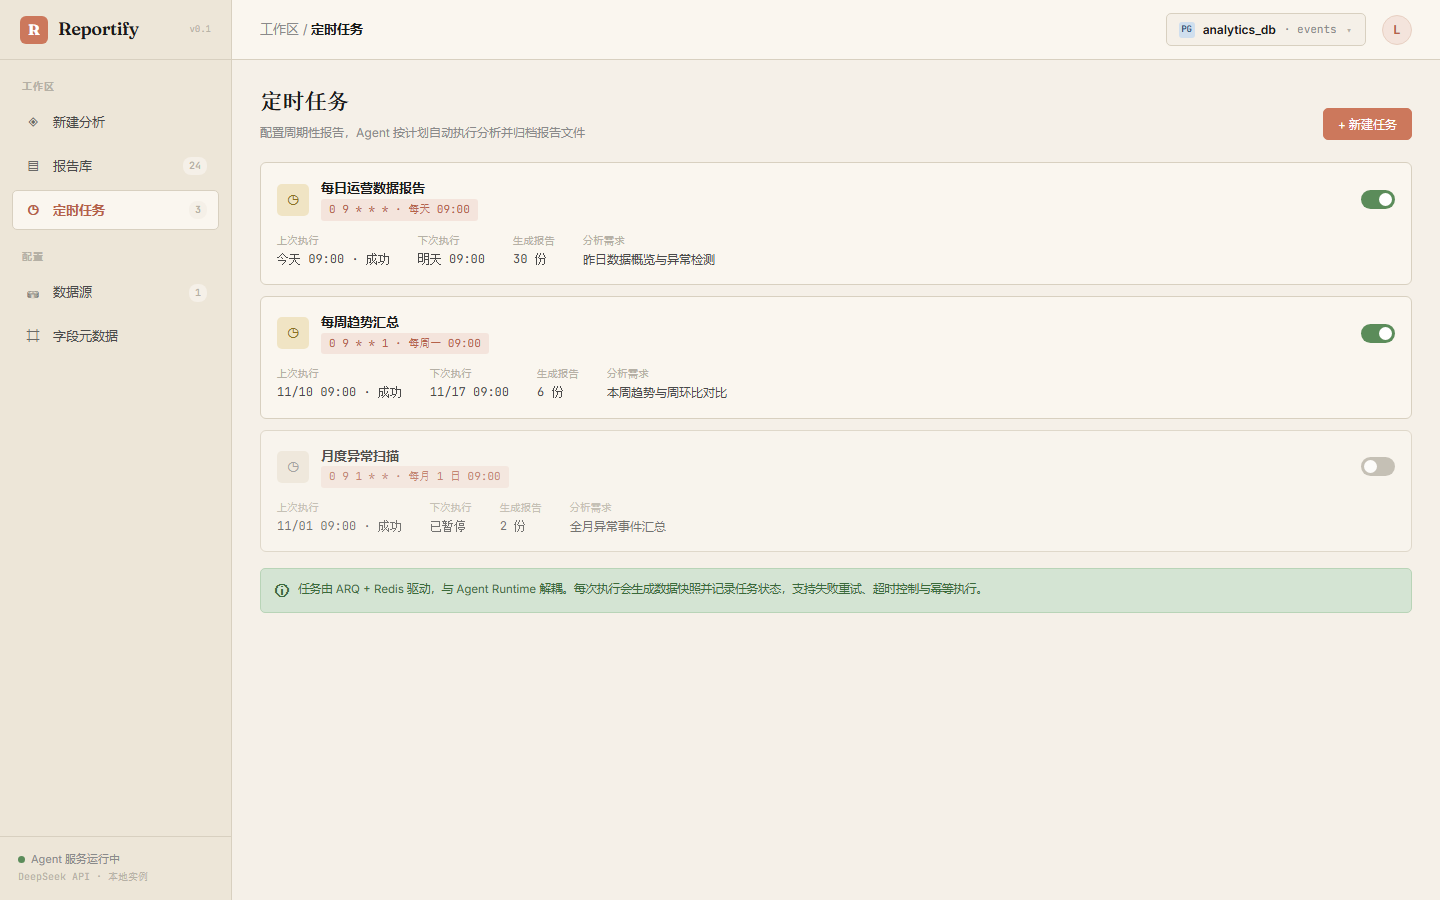 R Reportify v0.1
工作区
新建分析
报告库 24
定时任务 3
配置
数据源 1
字段元数据
Agent 服务运行中
DeepSeek API · 本地实例
工作区 / 定时任务
PG analytics_db · events
L
定时任务
配置周期性报告，Agent 按计划自动执行分析并归档报告文件
+ 新建任务
每日运营数据报告
0 9 * * * · 每天 09:00
上次执行 下次执行 生成报告 分析需求
今天 09:00 · 成功 明天 09:00 30 份 昨日数据概览与异常检测
每周趋势汇总
0 9 * * 1 · 每周一 09:00
上次执行 下次执行 生成报告 分析需求
11/10 09:00 · 成功 11/17 09:00 6 份 本周趋势与周环比对比
月度异常扫描
0 9 1 * * · 每月 1 日 09:00
上次执行 下次执行 生成报告 分析需求
11/01 09:00 · 成功 已暂停 2 份 全月异常事件汇总
任务由 ARQ + Redis 驱动，与 Agent Runtime 解耦。每次执行会生成数据快照并记录任务状态，支持失败重试、超时控制与幂等执行。